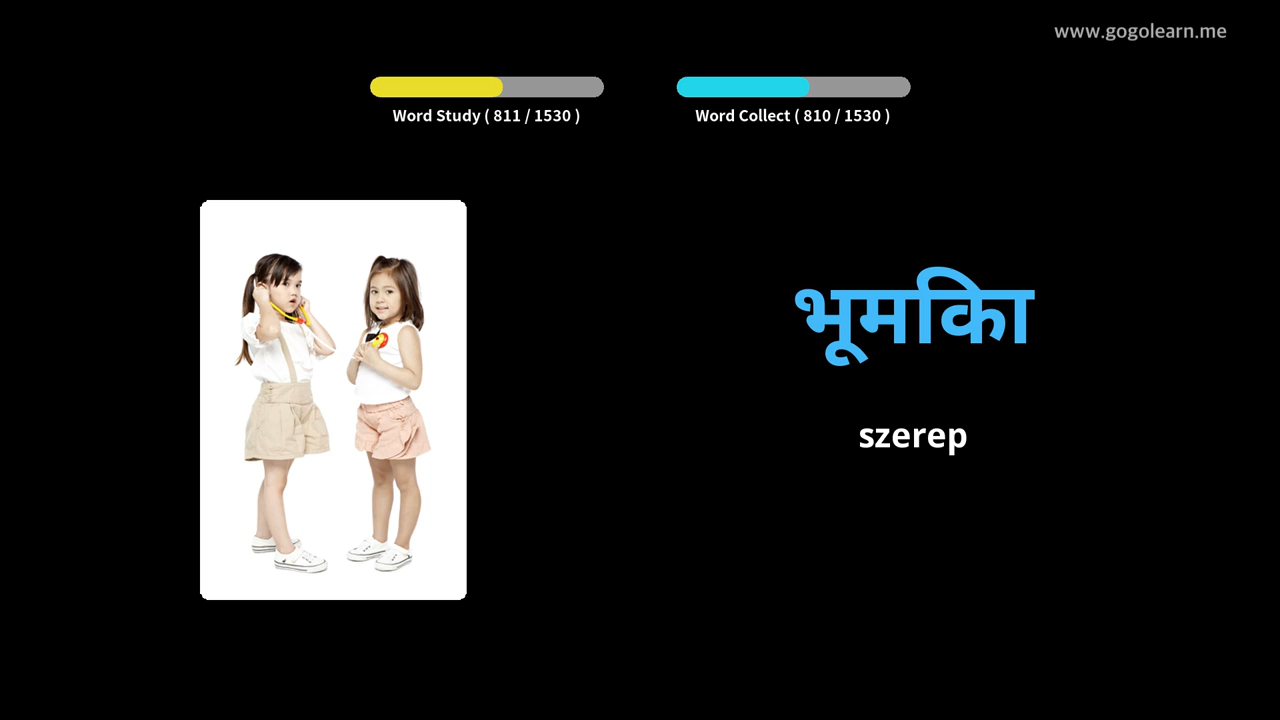 www.gogolearn.me
Word Study ( 811 / 1530 )
Word Collect ( 810 / 1530 )
भूमिका
szerep